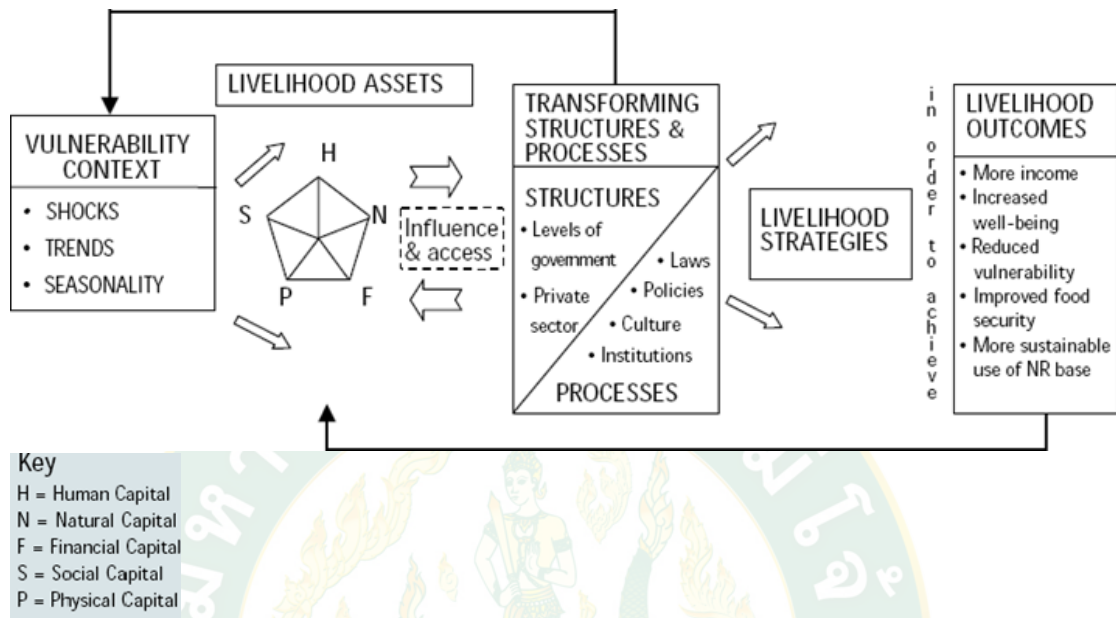 LIVELIHOOD ASSETS
VULNERABILITY
CONTEXT
• SHOCKS
• TRENDS
• SEASONALITY
H
S
N
P
F
Influence
& access
TRANSFORMING
STRUCTURES &
PROCESSES
STRUCTURES
• Levels of
government
• Private
sector
• Laws
• Policies
• Culture
• Institutions
PROCESSES
LIVELIHOOD
STRATEGIES
in order to achieve
LIVELIHOOD
OUTCOMES
• More income
• Increased
well-being
• Reduced
vulnerability
• Improved food
security
• More sustainable
use of NR base
Key
H = Human Capital
N = Natural Capital
F = Financial Capital
S = Social Capital
P = Physical Capital